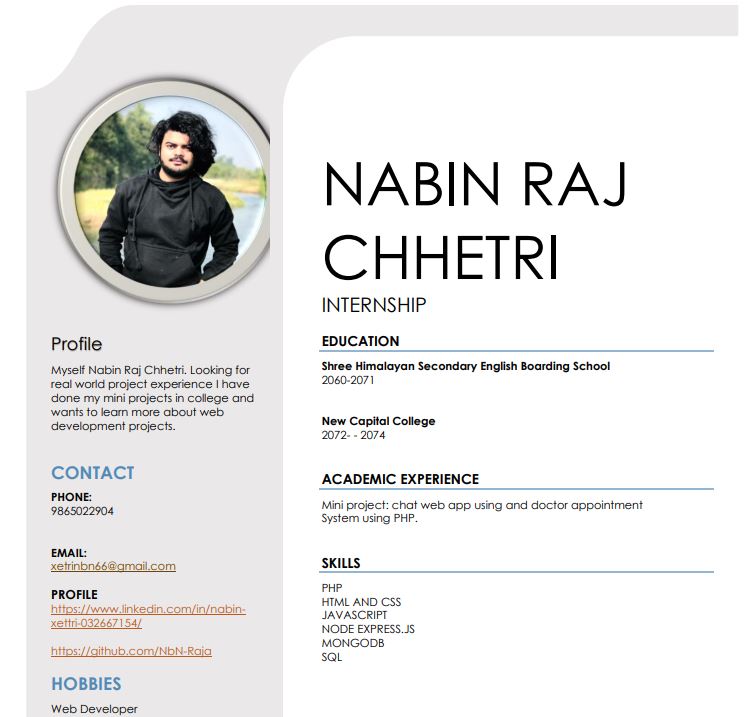 NABIN RAJ
CHHETRI
INTERNSHIP
EDUCATION
Shree Himalayan Secondary English Boarding School
2060-2071
New Capital College
2072- - 2074
ACADEMIC EXPERIENCE
Mini project: chat web app using and doctor appointment
System using PHP.
SKILLS
PHP
HTML AND CSS
JAVASCRIPT
NODE EXPRESS.JS
MONGODB
SQL
Profile
Myself Nabin Raj Chhetri. Looking for
real world project experience I have
done my mini projects in college and
wants to learn more about web
development projects.
CONTACT
PHONE:
9865022904
EMAIL:
xetrinbn66@gmail.com
PROFILE
https://www.linkedin.com/in/nabin-
xettri-032667154/
https://github.com/NbN-Raja
HOBBIES
Web Developer